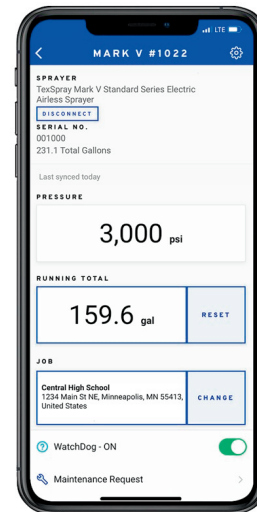 LTE
MARK V #1022
SPRAYER
TexSpray Mark V Standard Series Electric
Airless Sprayer
DISCONNECT
SERIAL NO.
001000
231.1 Total Gallons
Last synced today
PRESSURE
3,000 psi
RUNNING TOTAL
159.6 gal
RESET
JOB
Central High School
1234 Main St NE, Minneapolis, MN 55413,
United States
CHANGE
WatchDog - ON
Maintenance Request